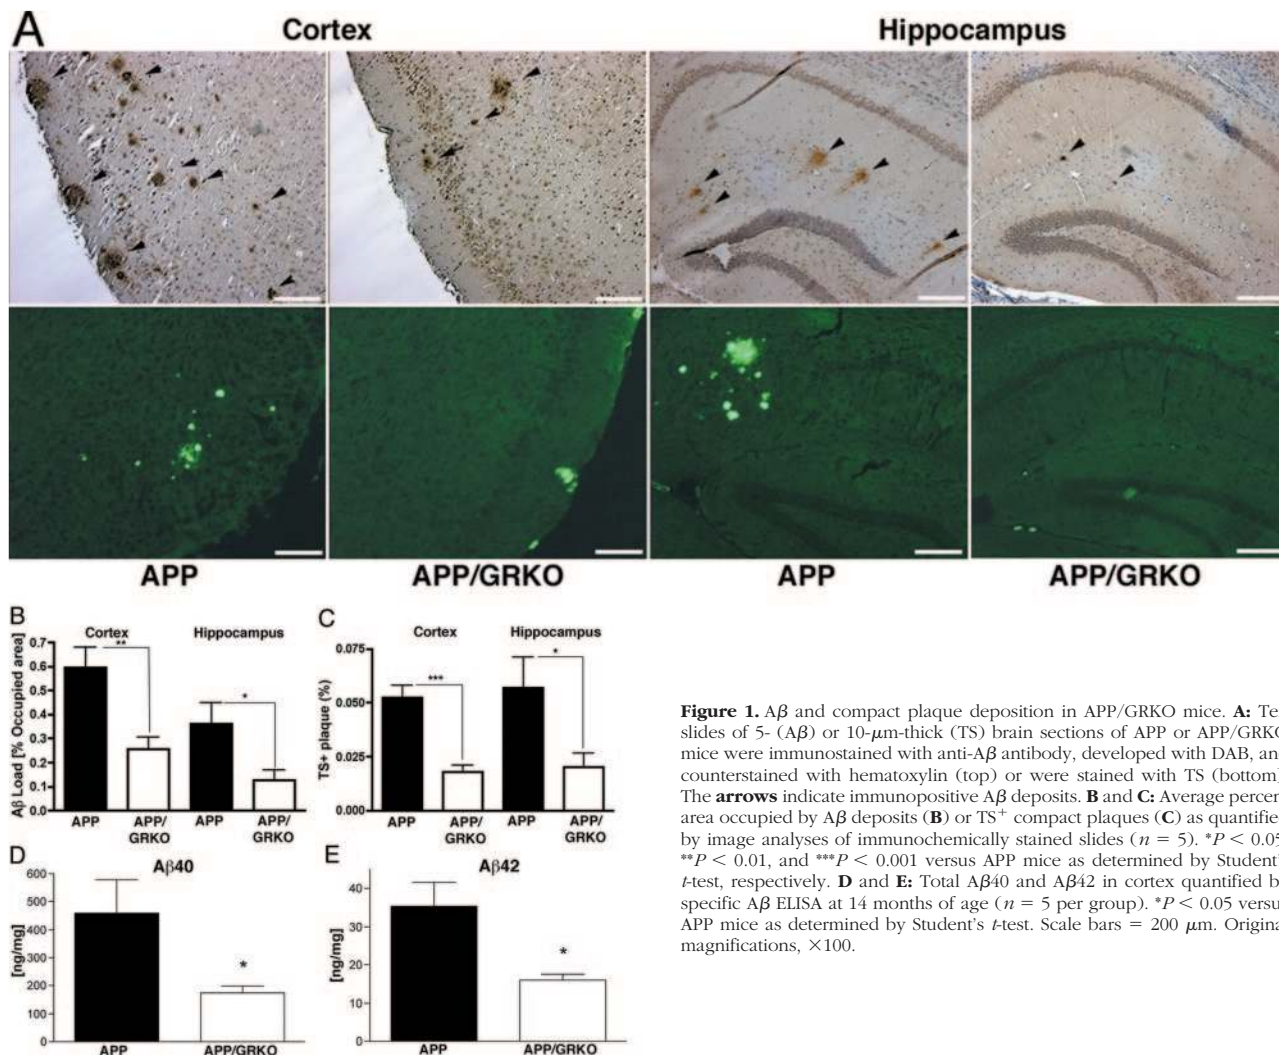 A
Cortex
Hippocampus
APP
APP/GRKO
APP
APP/GRKO
B
Cortex
Hippocampus
**
*
Aβ Load [% Occupied area]
0.7
0.6
0.5
0.4
0.3
0.2
0.1
0.0
APP
APP/
GRKO
APP
APP/
GRKO
C
Cortex
Hippocampus
***
*
TS+ plaque (%)
0.075
0.050
0.025
0.000
APP
APP/
GRKO
APP
APP/
GRKO
D
Aβ40
[ng/mg]
600
500
400
300
200
100
0
*
APP
APP/GRKO
E
Aβ42
[ng/mg]
40
30
20
10
0
*
APP
APP/GRKO
Figure 1. Aβ and compact plaque deposition in APP/GRKO mice. A: Te
slides of 5- (Aβ) or 10-μm-thick (TS) brain sections of APP or APP/GRKO
mice were immunostained with anti-Aβ antibody, developed with DAB, an
counterstained with hematoxylin (top) or were stained with TS (bottom)
The arrows indicate immunopositive Aβ deposits. B and C: Average percen
area occupied by Aβ deposits (B) or TS+ compact plaques (C) as quantifie
by image analyses of immunochemically stained slides (n = 5). *P < 0.05
**P < 0.01, and ***P < 0.001 versus APP mice as determined by Student'
t-test, respectively. D and E: Total Aβ40 and Aβ42 in cortex quantified b
specific Aβ ELISA at 14 months of age (n = 5 per group). *P < 0.05 versu
APP mice as determined by Student's t-test. Scale bars = 200 μm. Origina
magnifications, ×100.